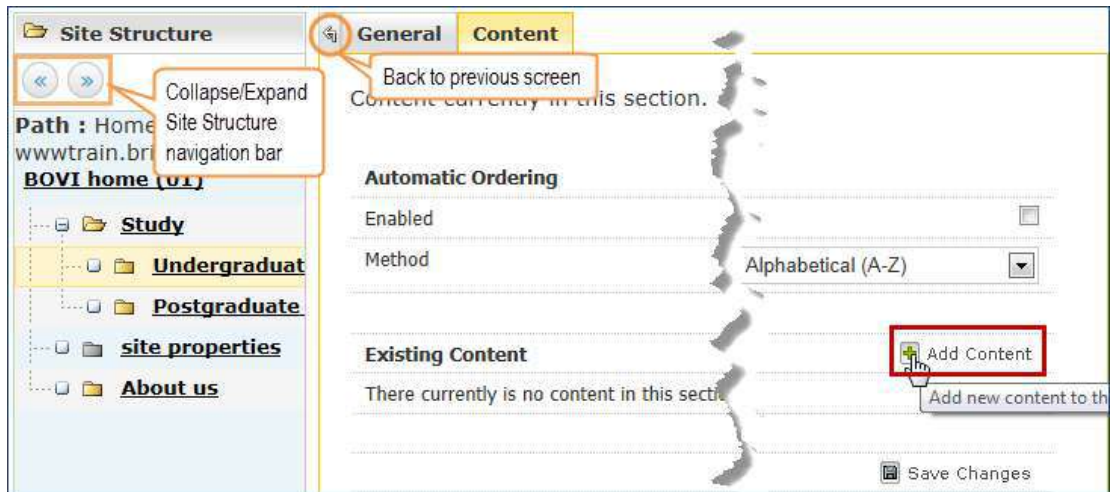 Site Structure
General
Content
« »
Collapse/Expand
Site Structure
navigation bar
Back to previous screen
Content currently in this section.
Path : Home
wwwtrain.bri
BOVI home (01)
Study
Undergraduat
Postgraduate
site properties
About us
Automatic Ordering
Enabled
Method
Alphabetical (A-Z)
Existing Content
Add Content
There currently is no content in this secti
Add new content to th
Save Changes